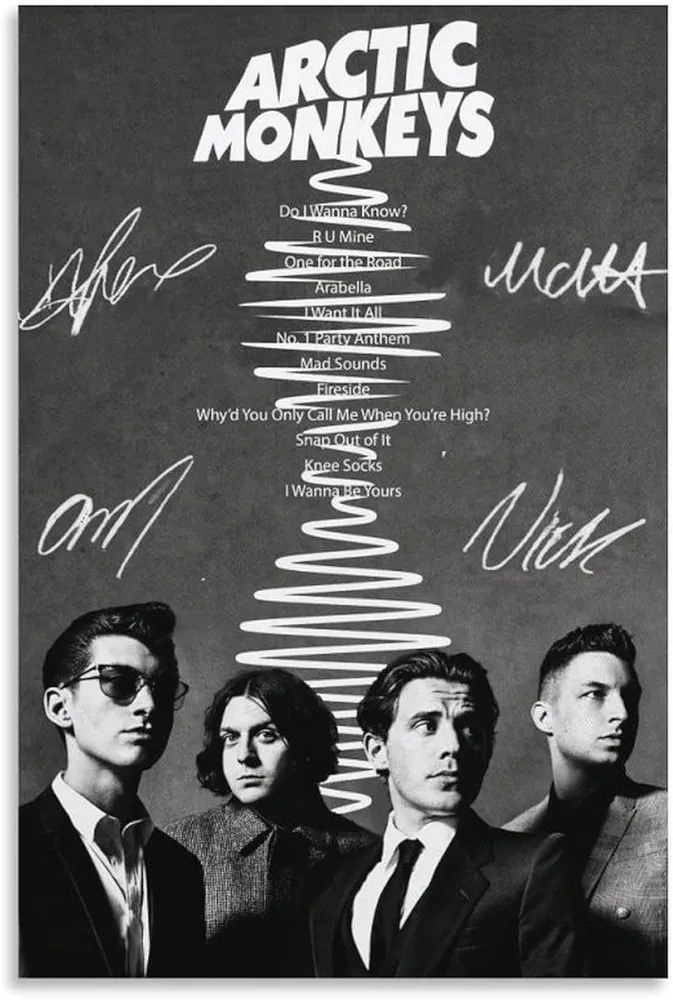 ARCTIC
MONKEYS
Do I Wanna Know?
R U Mine
One for the Road
Arabella
I Want It All
No. 1 Party Anthem
Mad Sounds
Fireside
Why'd You Only Call Me When You're High?
Snap Out of It
Knee Socks
I Wanna Be Yours
Matt
Nick